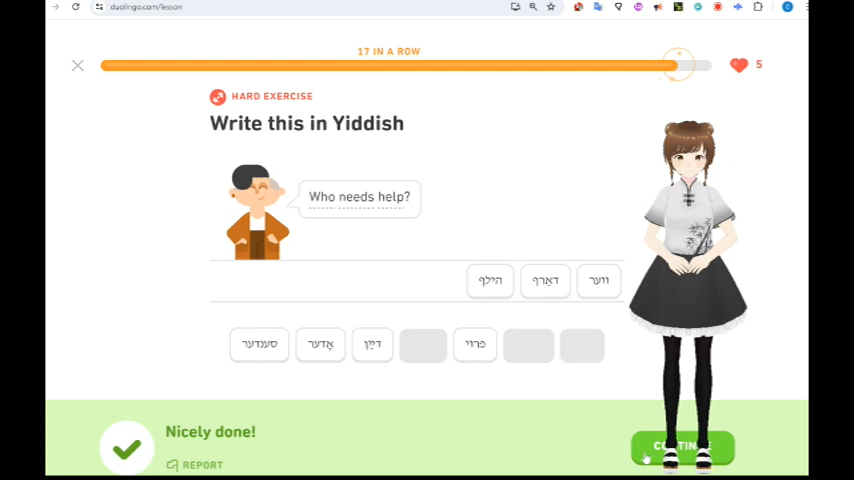 duolingo.com/lesson
17 IN A ROW
5
HARD EXERCISE
Write this in Yiddish
Who needs help?
ווער דאַרף הילף
סענדער אָדער דײַן פרוי
Nicely done!
REPORT